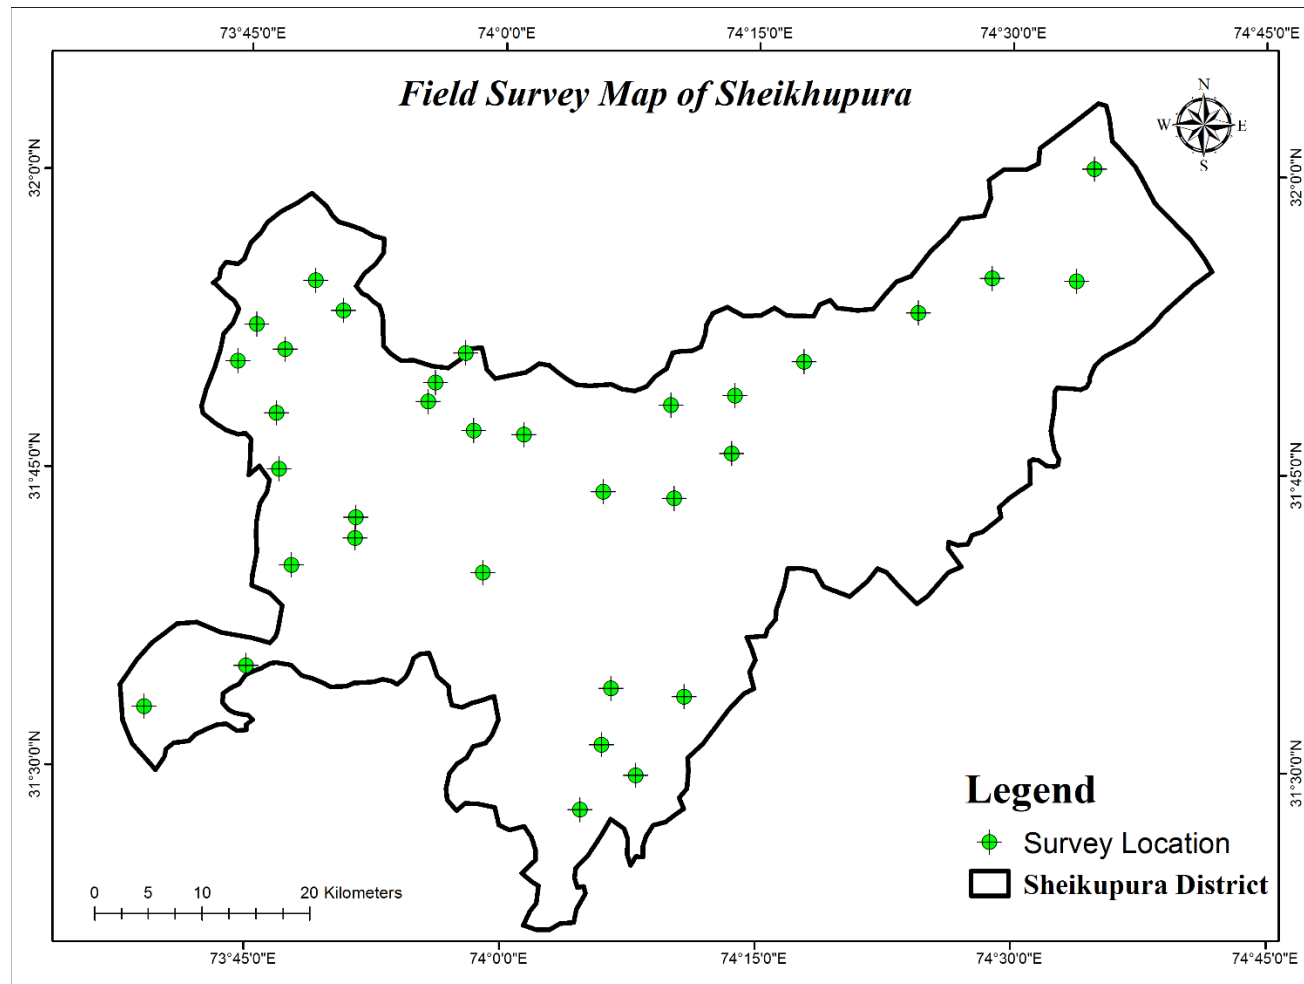 73°45'0"E 74°0'0"E 74°15'0"E 74°30'0"E 74°45'0"E
Field Survey Map of Sheikhupura
N
W E
S
32°0'0"N 32°0'0"N
31°45'0"N 31°45'0"N
31°30'0"N 31°30'0"N
Legend
Survey Location
Sheikupura District
0 5 10 20 Kilometers
73°45'0"E 74°0'0"E 74°15'0"E 74°30'0"E 74°45'0"E